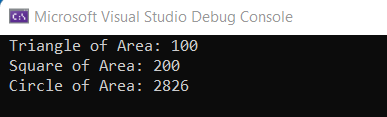 Microsoft Visual Studio Debug Console
Triangle of Area: 100
Square of Area: 200
Circle of Area: 2826